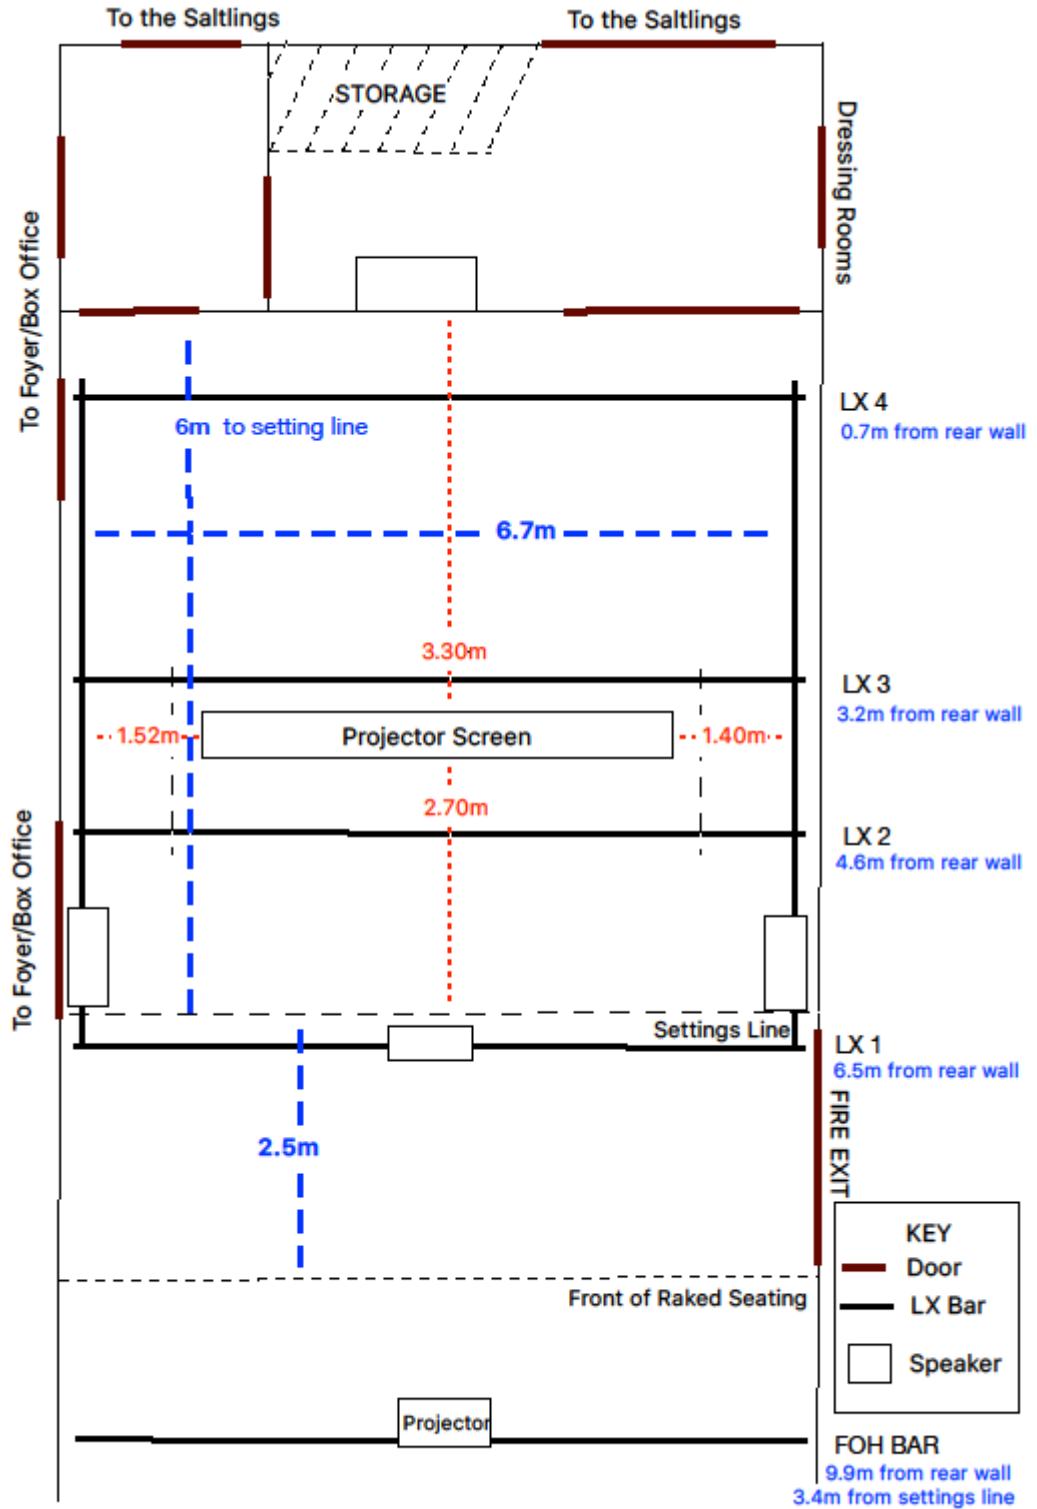 To the Saltlings
To the Saltlings
STORAGE
Dressing Rooms
To Foyer/Box Office
LX 4
0.7m from rear wall
6m to setting line
6.7m
3.30m
LX 3
3.2m from rear wall
1.52m
Projector Screen
1.40m
2.70m
LX 2
4.6m from rear wall
To Foyer/Box Office
Settings Line
LX 1
6.5m from rear wall
FIRE EXIT
2.5m
KEY
Door
LX Bar
Speaker
Front of Raked Seating
Projector
FOH BAR
9.9m from rear wall
3.4m from settings line